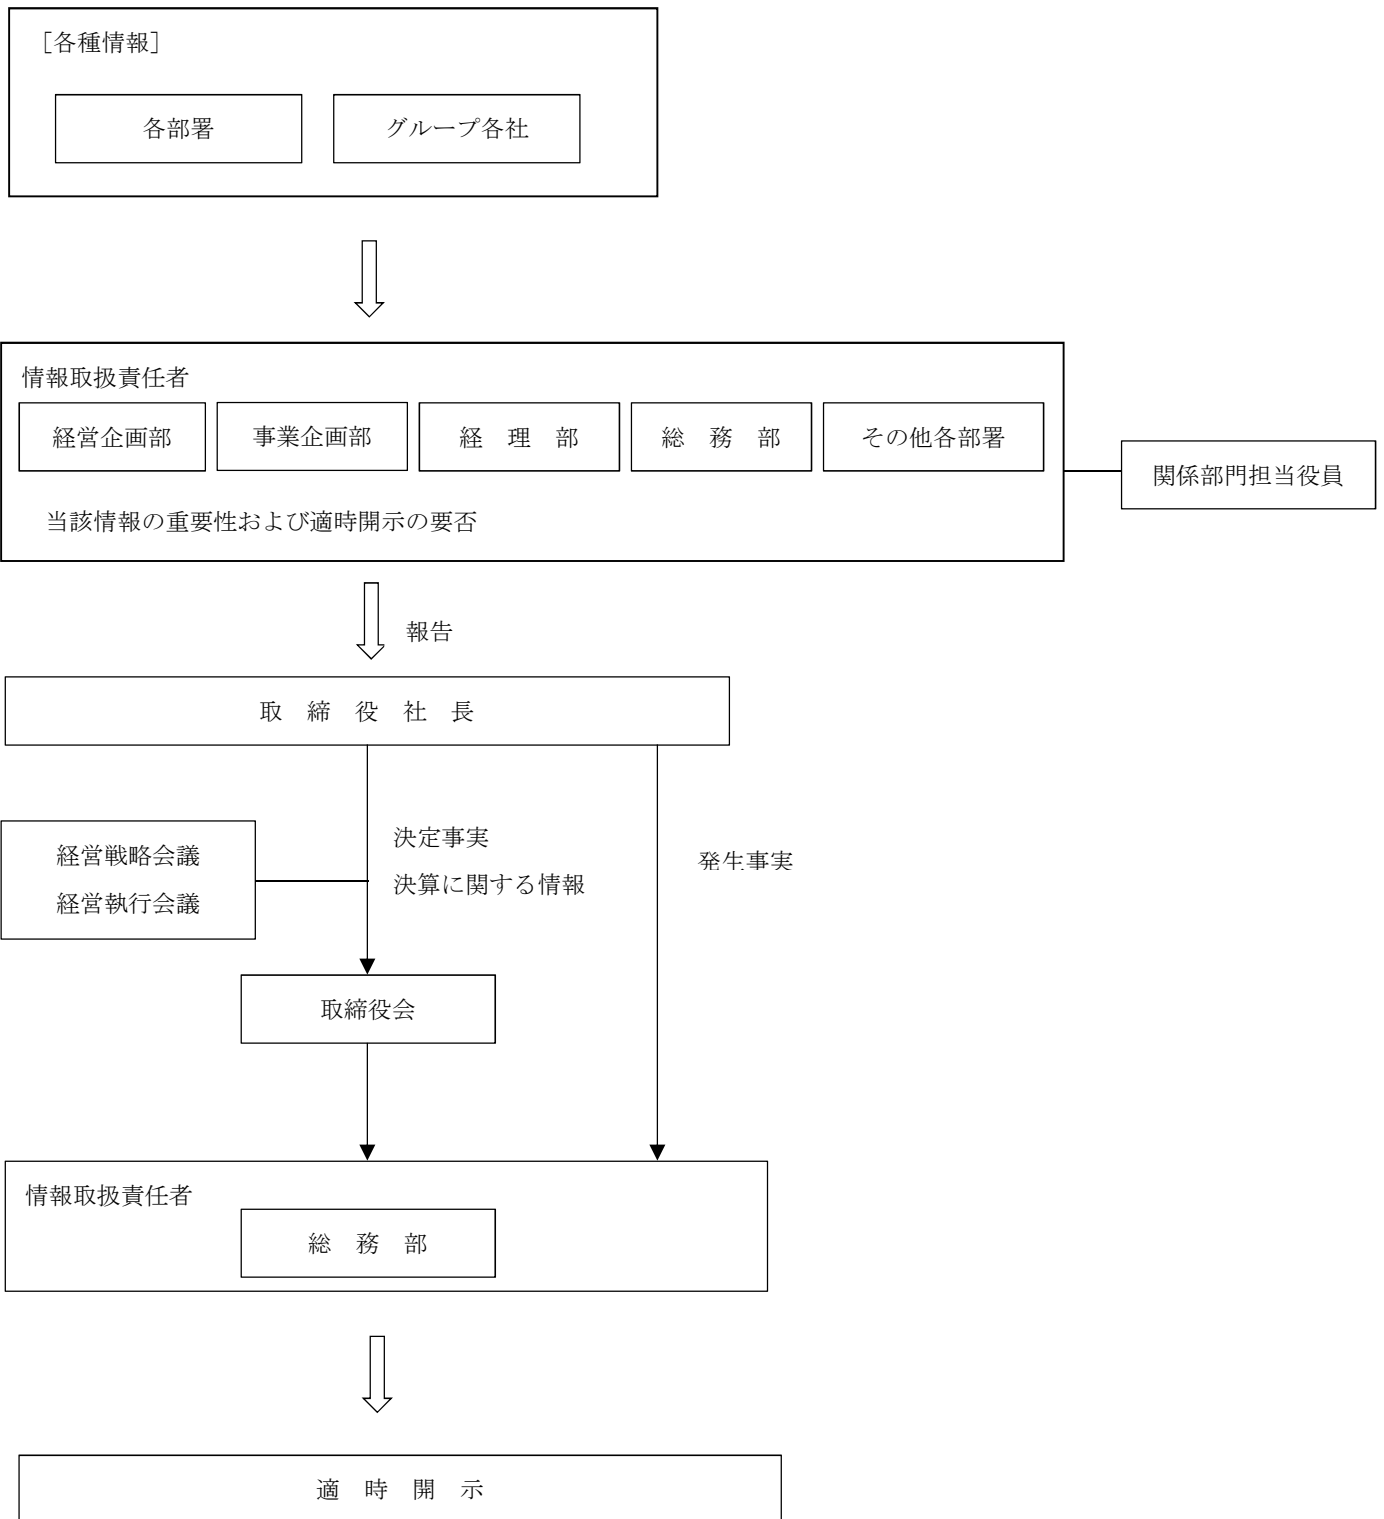 ［各種情報］
各部署
グループ各社
情報取扱責任者
経営企画部
事業企画部
経　理　部
総　務　部
その他各部署
関係部門担当役員
当該情報の重要性および適時開示の要否
報告
取　締　役　社　長
経営戦略会議
経営執行会議
決定事実
決算に関する情報
発生事実
取締役会
情報取扱責任者
総　務　部
適　時　開　示